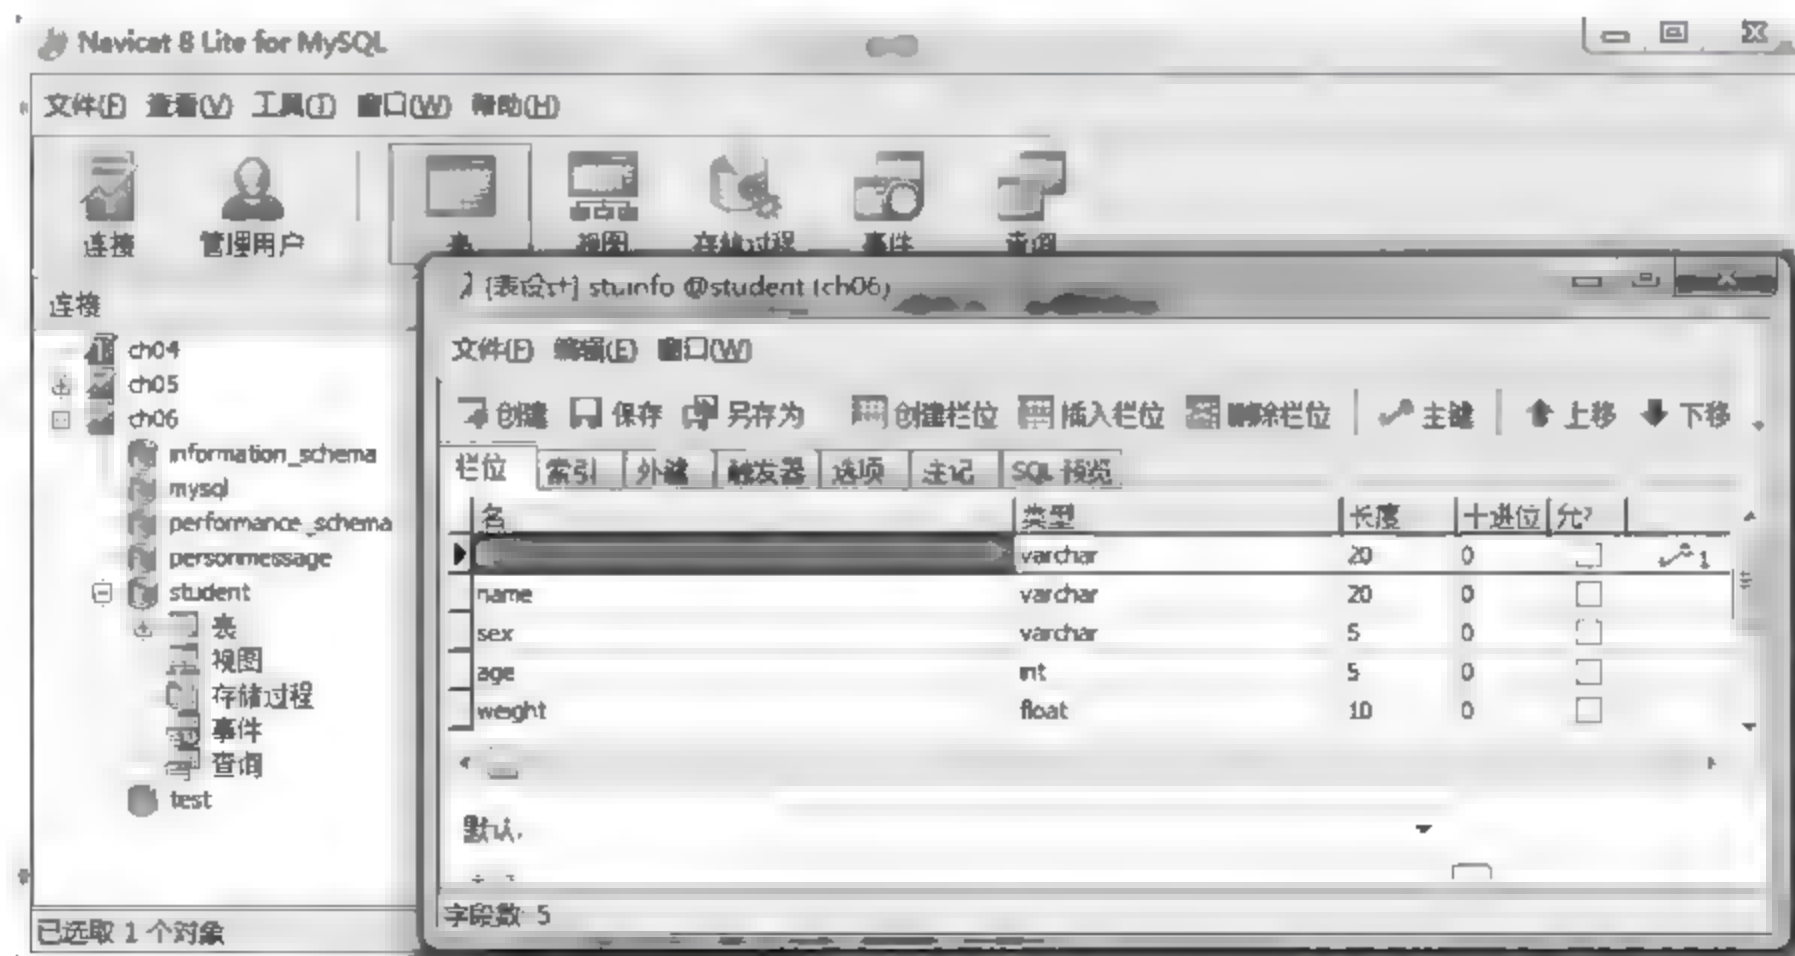 Navicat 8 Lite for MySQL
文件(F) 查看(V) 工具(T) 窗口(W) 帮助(H)
连接 管理用户 表 视图 存储过程 事件 查询
连接
ch04
ch05
ch06
information_schema
mysql
performance_schema
personmessage
student
表
视图
存储过程
事件
查询
test
已选取 1 个对象
[表设计] stuinfo @student (ch06)
文件(F) 编辑(E) 窗口(W)
创建 保存 另存为 创建栏位 插入栏位 删除栏位 主键 上移 下移
栏位 索引 外键 触发器 选项 注记 SQL 预览
名 类型 长度 十进位 允?
varchar 20 0 1
name varchar 20 0
sex varchar 5 0
age int 5 0
weight float 10 0
默认:
字段数: 5